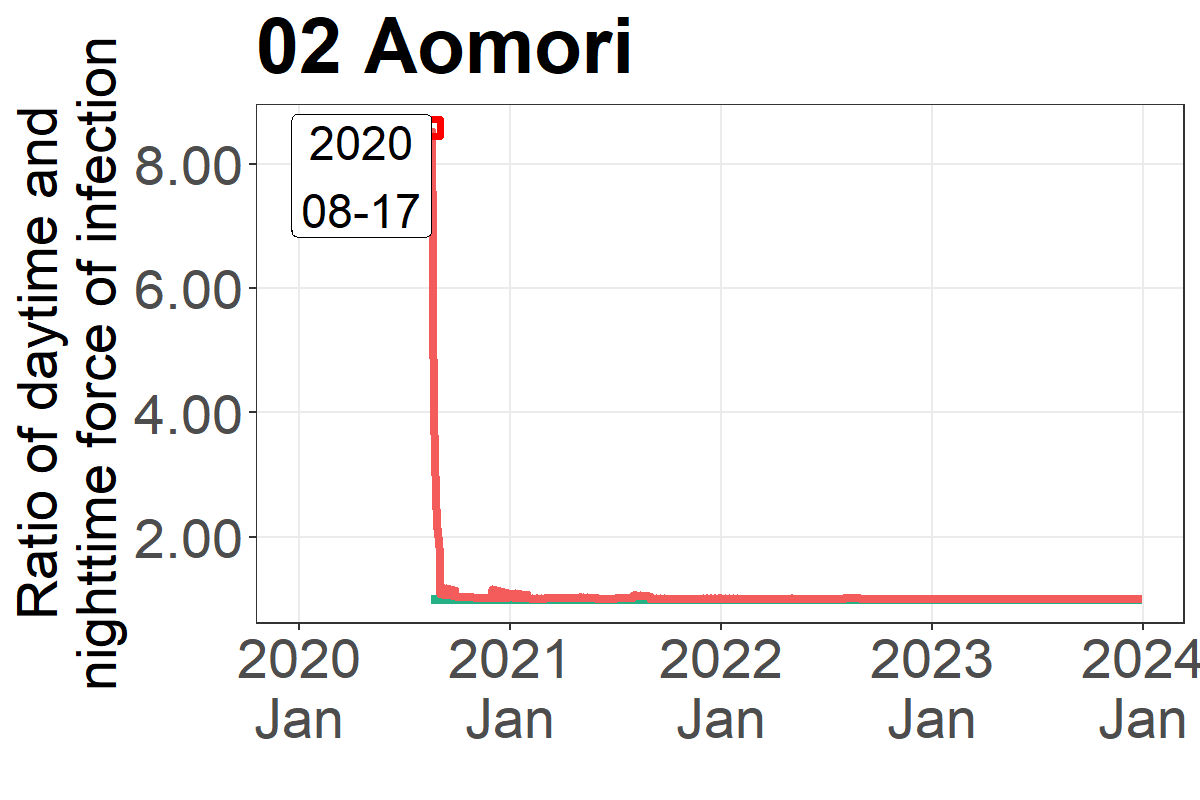 02 Aomori
Ratio of daytime and
nighttime force of infection
8.00
6.00
4.00
2.00
2020
08-17
2020 2021 2022 2023 2024
Jan Jan Jan Jan Jan